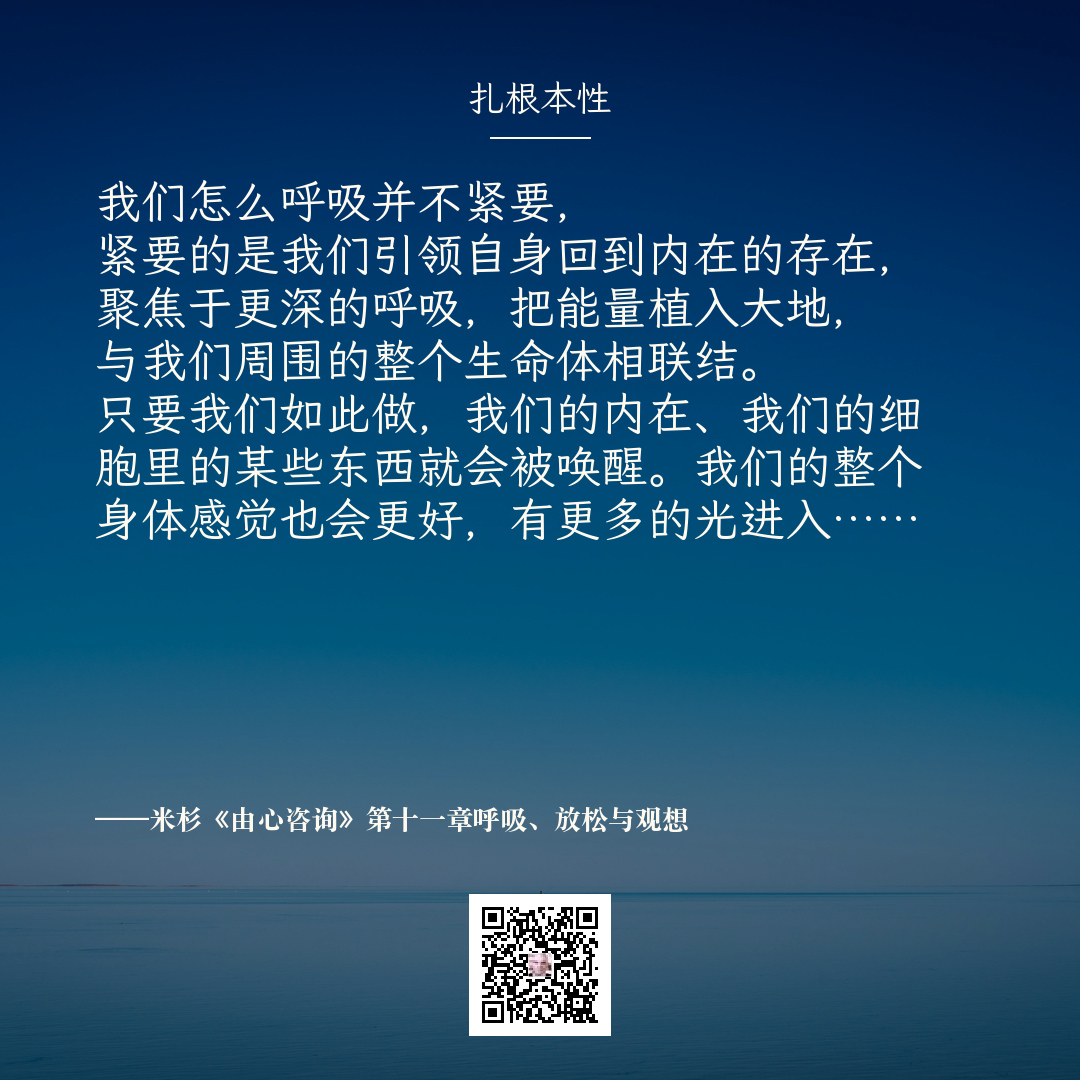 扎根本性
我们怎么呼吸并不紧要，
紧要的是我们引领自身回到内在的存在，
聚焦于更深的呼吸，把能量植入大地，
与我们周围的整个生命体相联结。
只要我们如此做，我们的内在、我们的细
胞里的某些东西就会被唤醒。我们的整个
身体感觉也会更好，有更多的光进入……
——米杉《由心咨询》第十一章呼吸、放松与观想